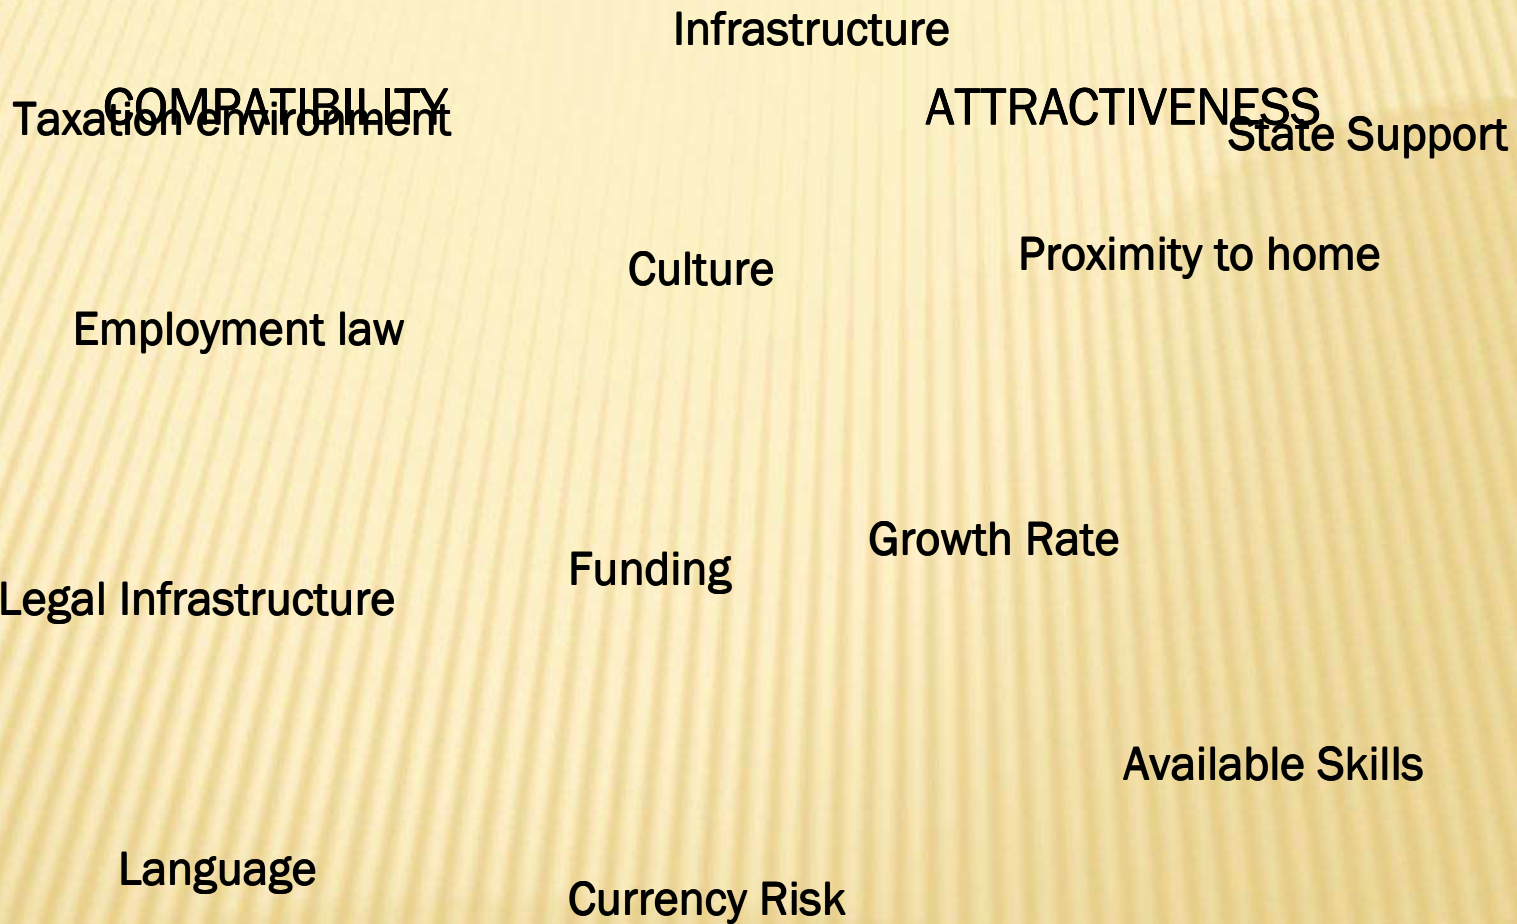 Infrastructure
COMPATIBILITY
ATTRACTIVENESS
Taxation environment
State Support
Proximity to home
Culture
Employment law
Growth Rate
Funding
Legal Infrastructure
Available Skills
Language
Currency Risk